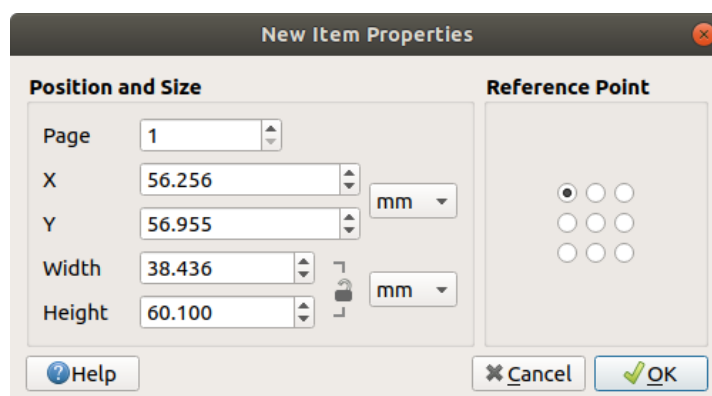 New Item Properties
Position and Size
Reference Point
Page 1
X 56.256
mm
Y 56.955
Width 38.436
mm
Height 60.100
Help
Cancel
OK